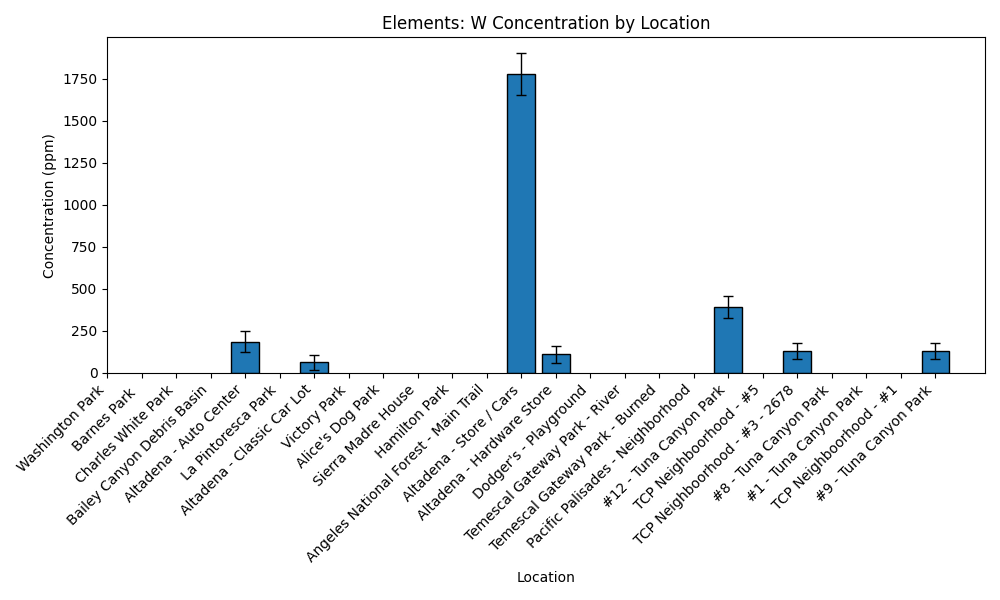 Elements: W Concentration by Location
Concentration (ppm)
1750
1500
1250
1000
750
500
250
0
Washington Park
Barnes Park
Charles White Park
Bailey Canyon Debris Basin
Altadena - Auto Center
La Pintoresca Park
Altadena - Classic Car Lot
Victory Park
Alice's Dog Park
Sierra Madre House
Hamilton Park
Angeles National Forest - Main Trail
Altadena - Store / Cars
Altadena - Hardware Store
Dodger's - Playground
Temescal Gateway Park - River
Temescal Gateway Park - Burned
Pacific Palisades - Neighborhood
#12 - Tuna Canyon Park
TCP Neighborhood - #5
TCP Neighboorhood - #3 - 2678
#8 - Tuna Canyon Park
#1 - Tuna Canyon Park
TCP Neighborhood - #1
#9 - Tuna Canyon Park
Location